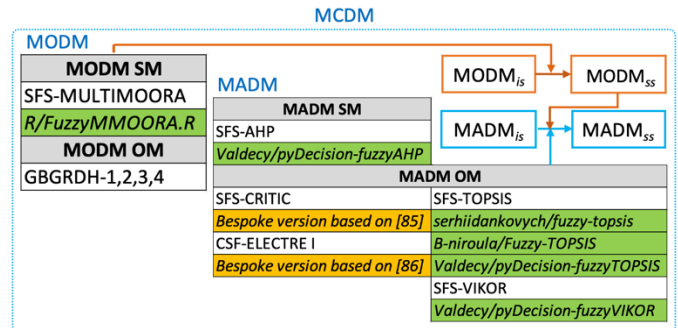 MCDM
MODM
MODM SM
SFS-MULTIMOORA
R/FuzzyMMOORA.R
MODM OM
GBGRDH-1,2,3,4
MADM
MADM SM
SFS-AHP
Valdecy/pyDecision-fuzzyAHP
MODMis
MODMss
MADMis
MADMss
MADM OM
SFS-CRITIC
SFS-TOPSIS
Bespoke version based on [85]
serhiidankovych/fuzzy-topsis
CSF-ELECTRE I
B-niroula/Fuzzy-TOPSIS
Bespoke version based on [86]
Valdecy/pyDecision-fuzzyTOPSIS
SFS-VIKOR
Valdecy/pyDecision-fuzzyVIKOR